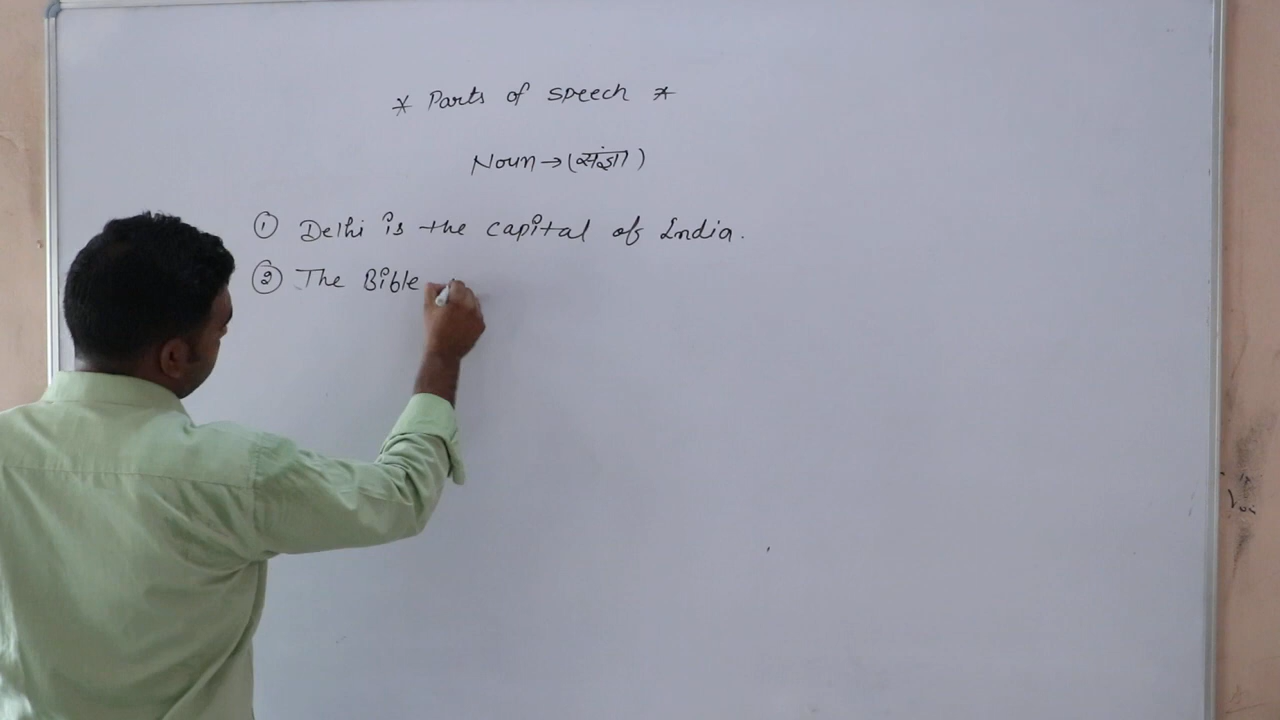 * Parts of speech *
Noun → (संज्ञा)
① Delhi is the capital of India.
② The Bible